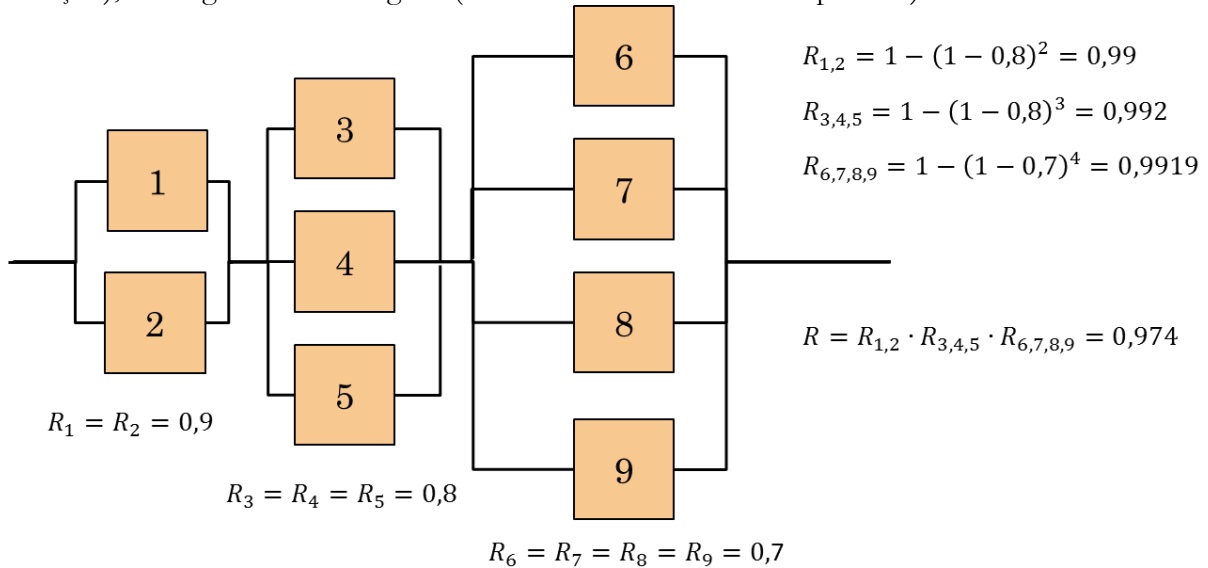 6
R₁,₂ = 1 − (1 − 0,8)² = 0,99
3
R₃,₄,₅ = 1 − (1 − 0,8)³ = 0,992
1
7
R₆,₇,₈,₉ = 1 − (1 − 0,7)⁴ = 0,9919
4
2
8
R = R₁,₂ · R₃,₄,₅ · R₆,₇,₈,₉ = 0,974
5
R₁ = R₂ = 0,9
9
R₃ = R₄ = R₅ = 0,8
R₆ = R₇ = R₈ = R₉ = 0,7